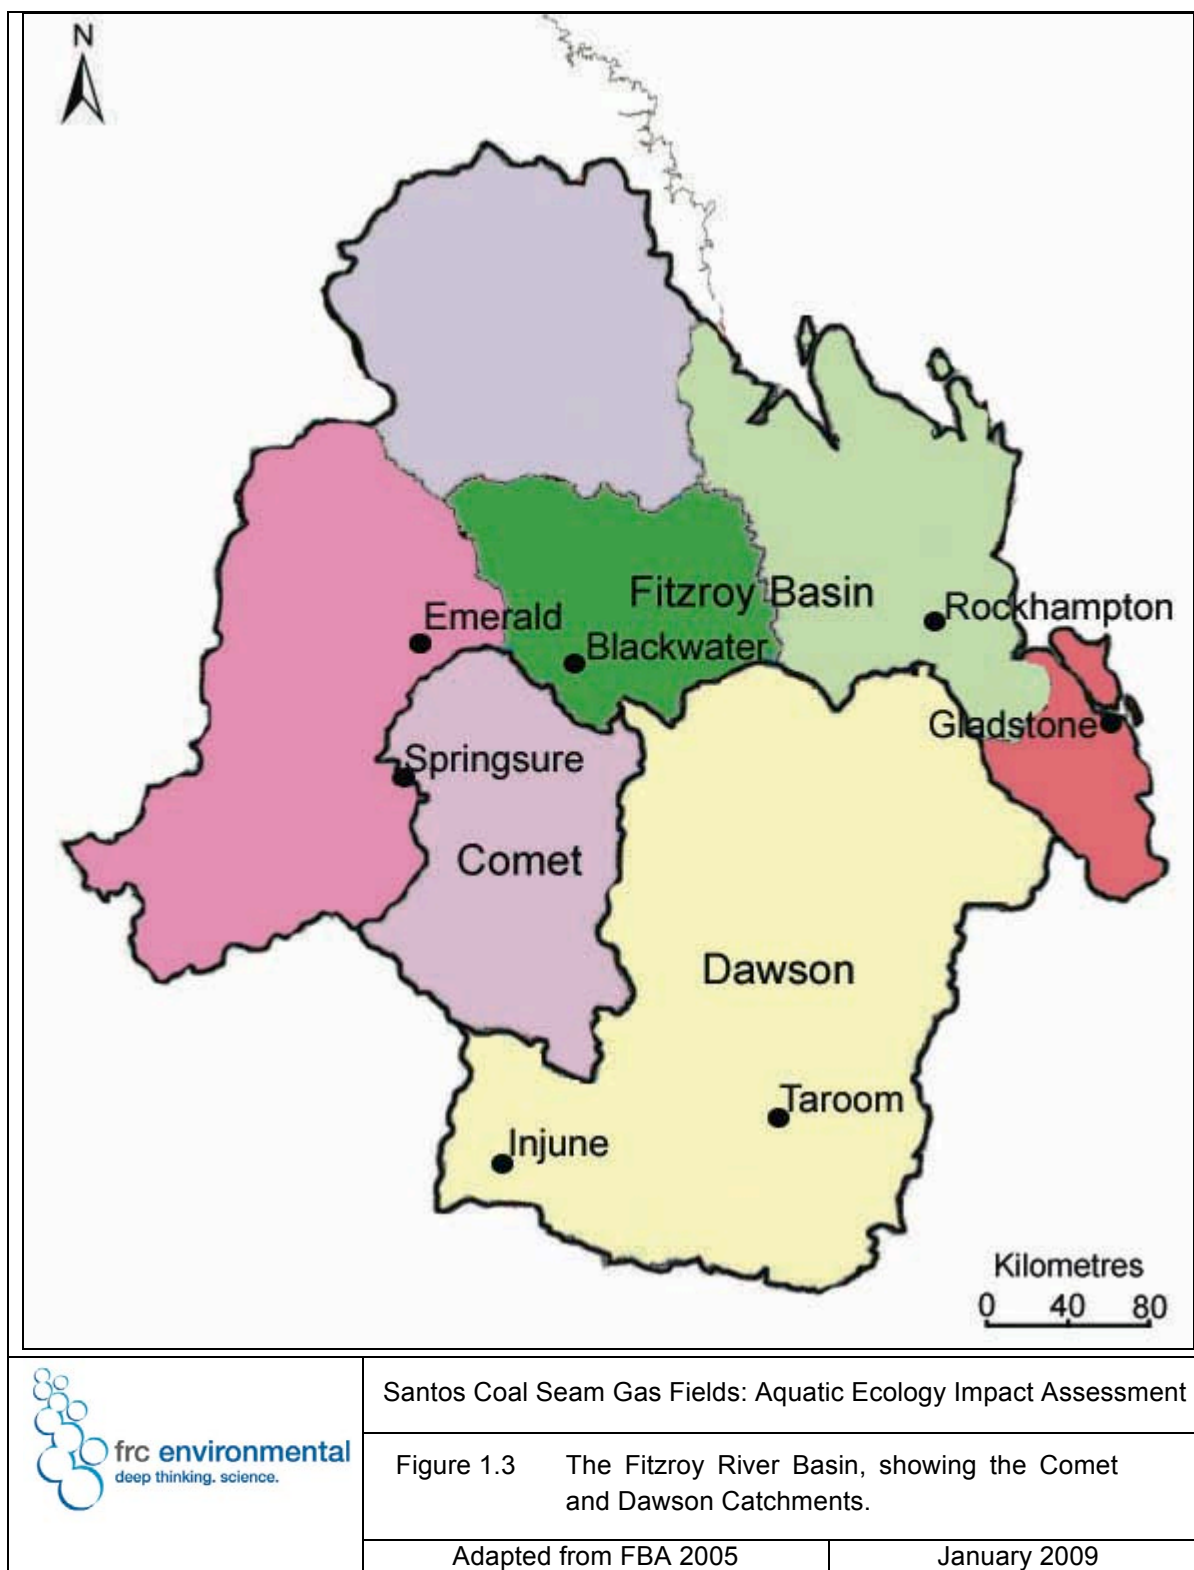 N
Fitzroy Basin
Rockhampton
Emerald
Blackwater
Gladstone
Springsure
Comet
Dawson
Taroom
Injune
Kilometres
0 40 80
frc environmental
deep thinking. science.
Santos Coal Seam Gas Fields: Aquatic Ecology Impact Assessment
Figure 1.3 The Fitzroy River Basin, showing the Comet
and Dawson Catchments.
Adapted from FBA 2005 January 2009